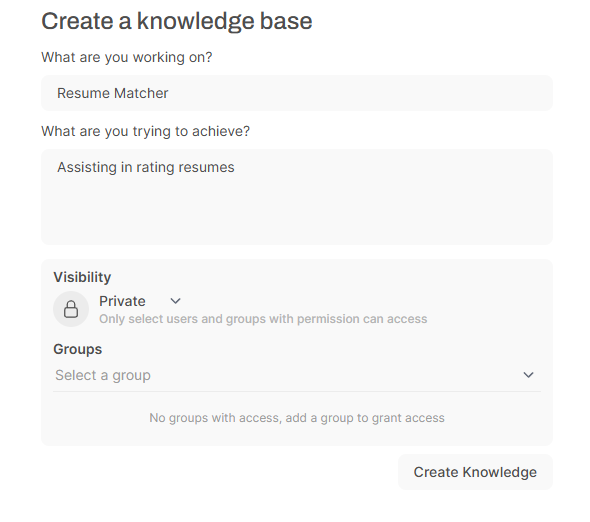 Create a knowledge base
What are you working on?
Resume Matcher
What are you trying to achieve?
Assisting in rating resumes
Visibility
Private
Only select users and groups with permission can access
Groups
Select a group
No groups with access, add a group to grant access
Create Knowledge